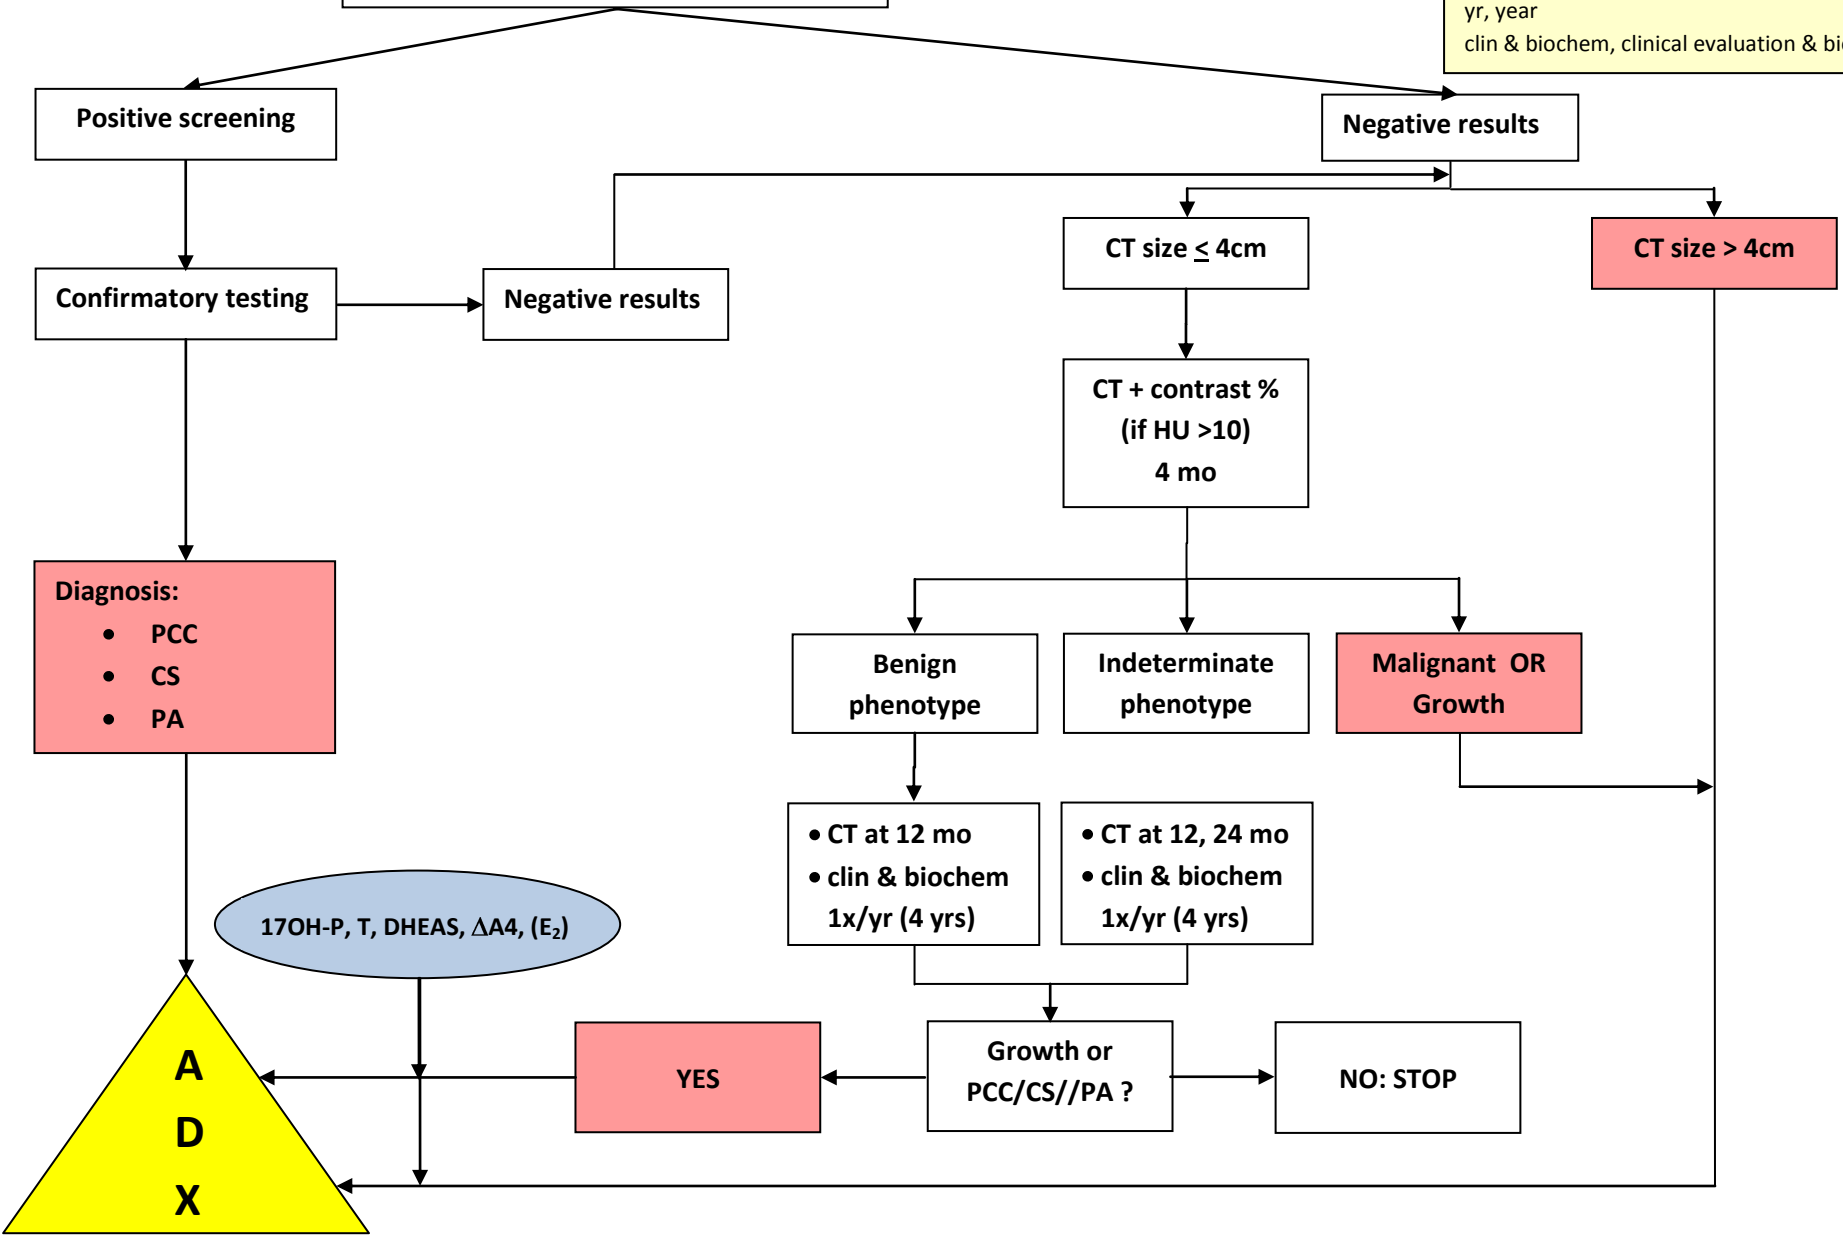 yr, year
clin & biochem, clinical evaluation &
Positive screening
Negative results
CT size ≤ 4cm
CT size > 4cm
Confirmatory testing
Negative results
CT + contrast %
(if HU >10)
4 mo
Diagnosis:
• PCC
• CS
• PA
Benign
phenotype
Indeterminate
phenotype
Malignant OR
Growth
• CT at 12 mo
• clin & biochem
1x/yr (4 yrs)
• CT at 12, 24 mo
• clin & biochem
1x/yr (4 yrs)
17OH-P, T, DHEAS, ΔA4, (E₂)
A
D
X
YES
Growth or
PCC/CS//PA ?
NO: STOP